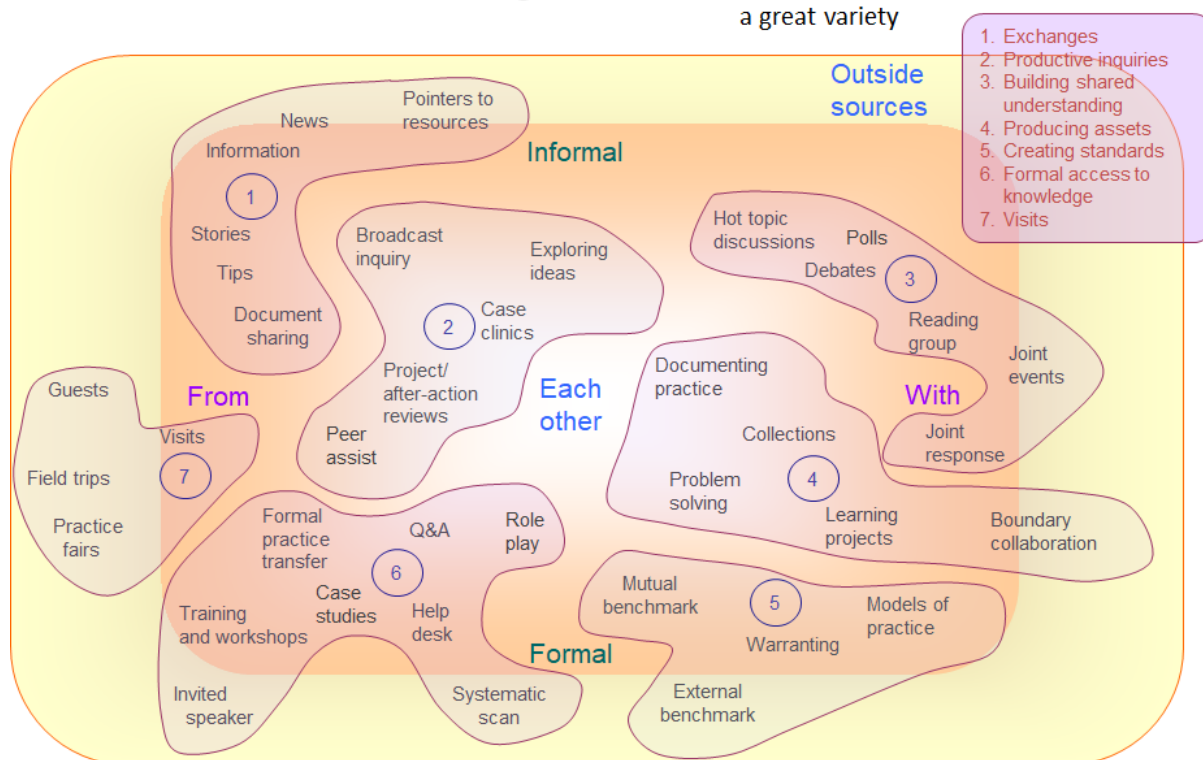 a great variety
1. Exchanges
2. Productive inquiries
3. Building shared
understanding
4. Producing assets
5. Creating standards
6. Formal access to
knowledge
7. Visits
Outside
sources
Informal
Formal
From
With
Each
other
Pointers to
resources
News
Information
1
Stories
Tips
Document
sharing
Broadcast
inquiry
Exploring
ideas
2
Case
clinics
Project/
after-action
reviews
Peer
assist
Hot topic
discussions
Polls
Debates
3
Reading
group
Joint
events
Joint
response
Documenting
practice
Collections
Problem
solving
4
Learning
projects
Boundary
collaboration
Mutual
benchmark
5
Models of
practice
Warranting
External
benchmark
Formal
practice
transfer
Q&A
Role
play
6
Case
studies
Help
desk
Training
and workshops
Invited
speaker
Systematic
scan
Guests
Visits
7
Field trips
Practice
fairs